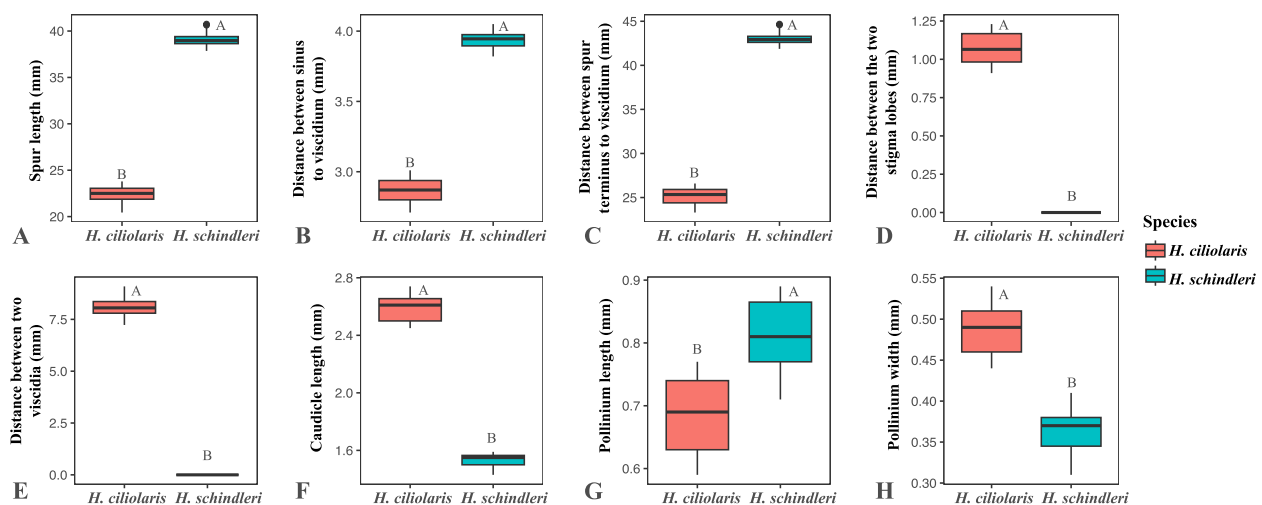 Spur length (mm)
40
35
30
25
20
A
B
H. ciliolaris
H. schindleri
A
Distance between sinus
to viscidium (mm)
4.0
3.5
3.0
A
B
H. ciliolaris
H. schindleri
B
Distance between spur
terminus to viscidium (mm)
45
40
35
30
25
A
B
H. ciliolaris
H. schindleri
C
Distance between the two
stigma lobes (mm)
1.25
1.00
0.75
0.50
0.25
0.00
A
B
H. ciliolaris
H. schindleri
D
Species
H. ciliolaris
H. schindleri
Distance between two
viscidia (mm)
7.5
5.0
2.5
0.0
A
B
H. ciliolaris
H. schindleri
E
Caudicle length (mm)
2.8
2.4
2.0
1.6
A
B
H. ciliolaris
H. schindleri
F
Pollinium length (mm)
0.9
0.8
0.7
0.6
A
B
H. ciliolaris
H. schindleri
G
Pollinium width (mm)
0.55
0.50
0.45
0.40
0.35
0.30
A
B
H. ciliolaris
H. schindleri
H